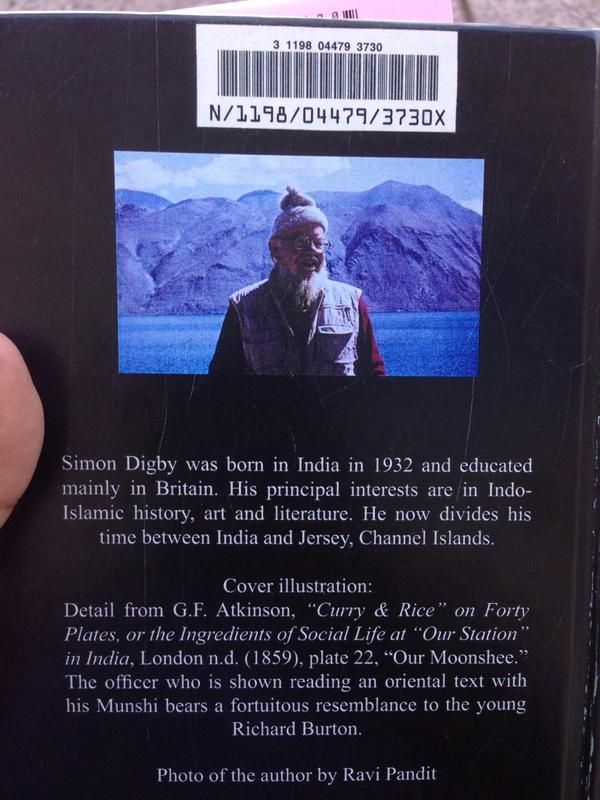 3 1198 04479 3730
N/1198/04479/3730X
Simon Digby was born in India in 1932 and educated
mainly in Britain. His principal interests are in Indo-
Islamic history, art and literature. He now divides his
time between India and Jersey, Channel Islands.
Cover illustration:
Detail from G.F. Atkinson, “Curry & Rice” on Forty
Plates, or the Ingredients of Social Life at “Our Station”
in India, London n.d. (1859), plate 22, “Our Moonshee.”
The officer who is shown reading an oriental text with
his Munshi bears a fortuitous resemblance to the young
Richard Burton.
Photo of the author by Ravi Pandit